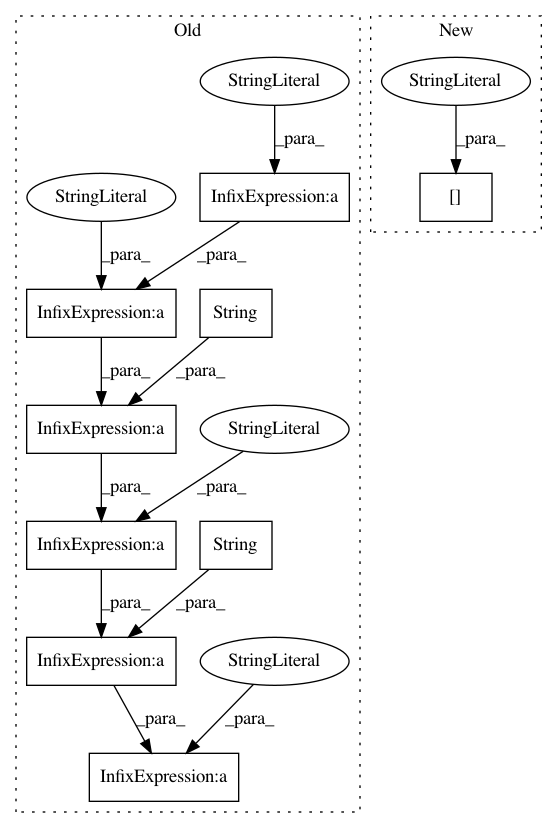 Old
New
StringLiteral
StringLiteral
_para_
_para_
StringLiteral
InfixExpression:a
[]
_para_
_para_
InfixExpression:a
String
_para_
_para_
InfixExpression:a
StringLiteral
_para_
_para_
InfixExpression:a
String
_para_
_para_
InfixExpression:a
StringLiteral
_para_
_para_
InfixExpression:a